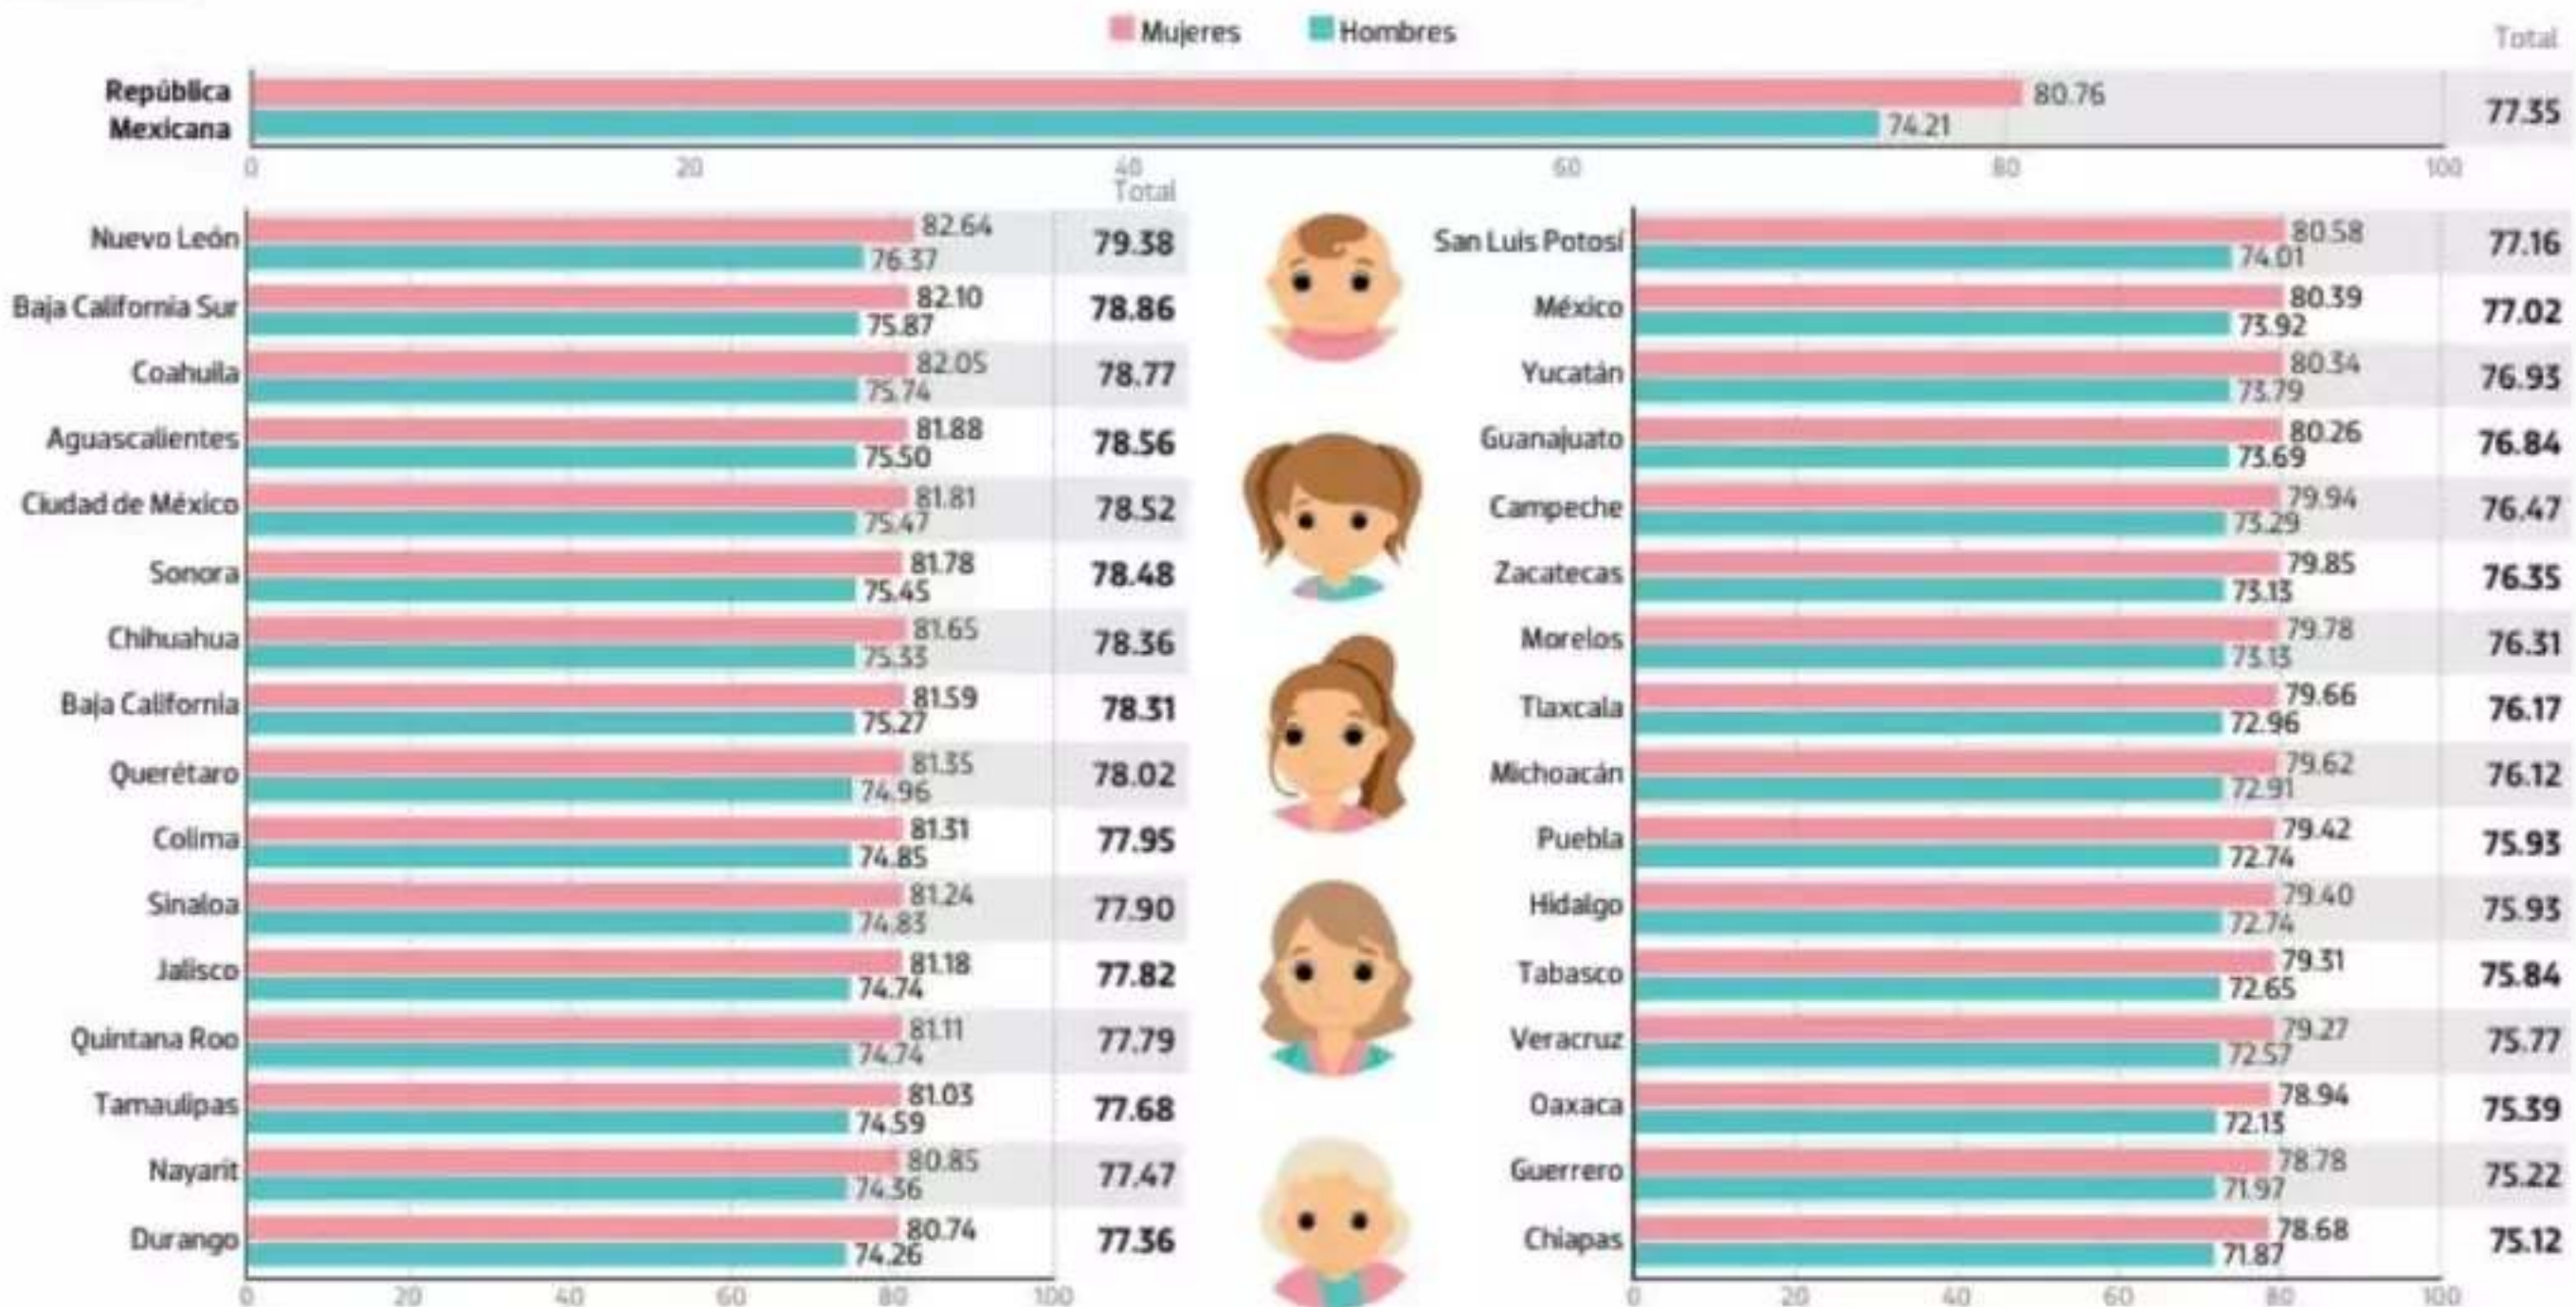 Mujeres Hombres
Total
República Mexicana 80.76 77.35
74.21
0 20 40 60 80 100
Total
Nuevo León 82.64 79.38
76.37
Baja California Sur 82.10 78.86
75.87
Coahuila 82.05 78.77
75.74
Aguascalientes 81.88 78.56
75.50
Ciudad de México 81.81 78.52
75.47
Sonora 81.78 78.48
75.45
Chihuahua 81.65 78.36
75.33
Baja California 81.59 78.31
75.27
Querétaro 81.35 78.02
74.96
Colima 81.31 77.95
74.85
Sinaloa 81.24 77.90
74.83
Jalisco 81.18 77.82
74.74
Quintana Roo 81.11 77.79
74.74
Tamaulipas 81.03 77.68
74.59
Nayarit 80.85 77.47
74.36
Durango 80.74 77.36
74.26
0 20 40 60 80 100
San Luis Potosí 80.58 77.16
74.01
México 80.39 77.02
73.92
Yucatán 80.34 76.93
73.79
Guanajuato 80.26 76.84
73.69
Campeche 79.94 76.47
73.29
Zacatecas 79.85 76.35
73.13
Morelos 79.78 76.31
73.13
Tlaxcala 79.66 76.17
72.96
Michoacán 79.62 76.12
72.91
Puebla 79.42 75.93
72.74
Hidalgo 79.40 75.93
72.74
Tabasco 79.31 75.84
72.65
Veracruz 79.27 75.77
72.57
Oaxaca 78.94 75.39
72.13
Guerrero 78.78 75.22
71.97
Chiapas 78.68 75.12
71.87
0 20 40 60 80 100